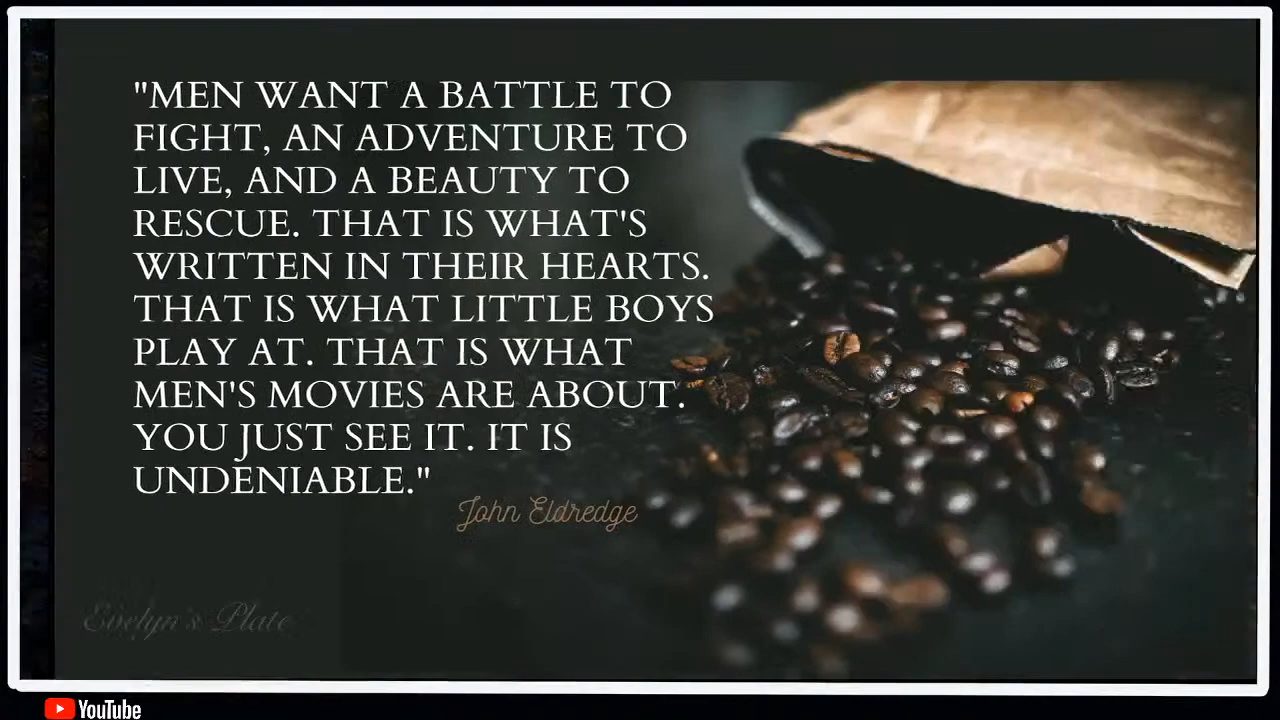 "MEN WANT A BATTLE TO
FIGHT, AN ADVENTURE TO
LIVE, AND A BEAUTY TO
RESCUE. THAT IS WHAT'S
WRITTEN IN THEIR HEARTS.
THAT IS WHAT LITTLE BOYS
PLAY AT. THAT IS WHAT
MEN'S MOVIES ARE ABOUT.
YOU JUST SEE IT. IT IS
UNDENIABLE."
John Eldredge
Evelyn's Plate
YouTube